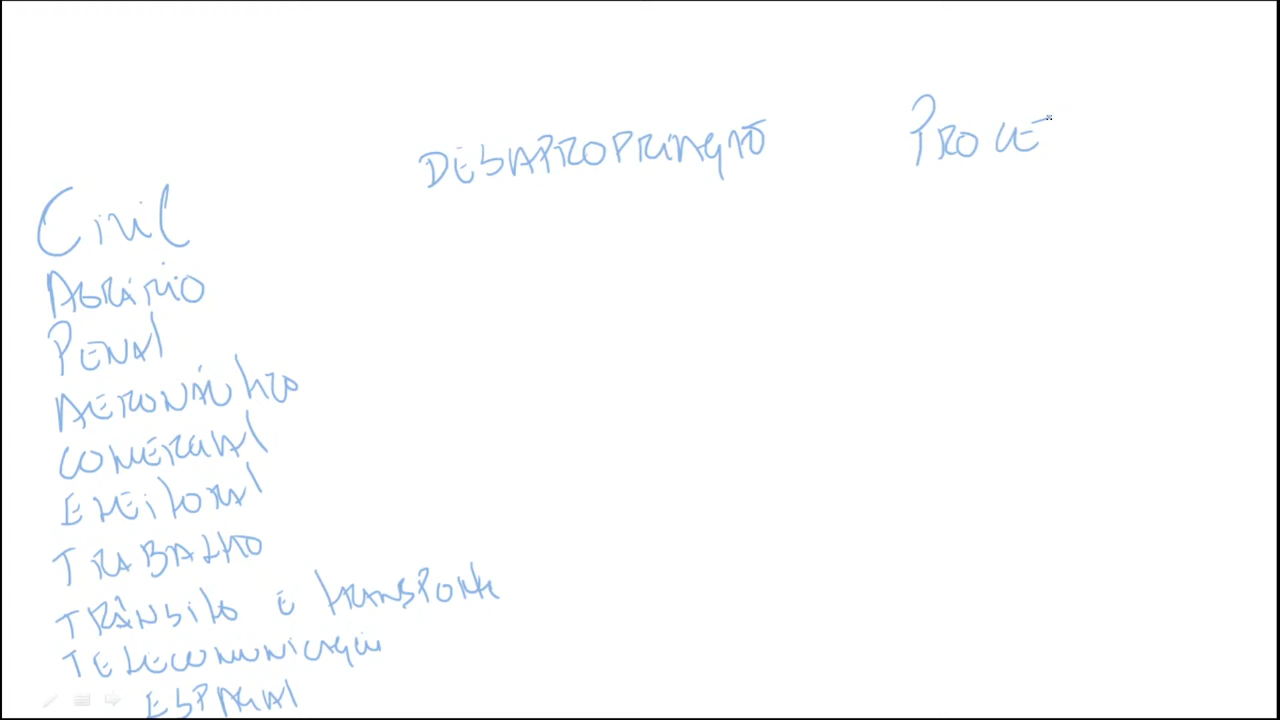 DESAPROPRIAÇÃO PROCE
Civil
AGRÁRIO
PENAL
AERONÁUTICO
COMERCIAL
ELEITORAL
TRABALHO
TRÂNSITO E TRANSPORTE
TELECOMUNICAÇÃO
ESPACIAL